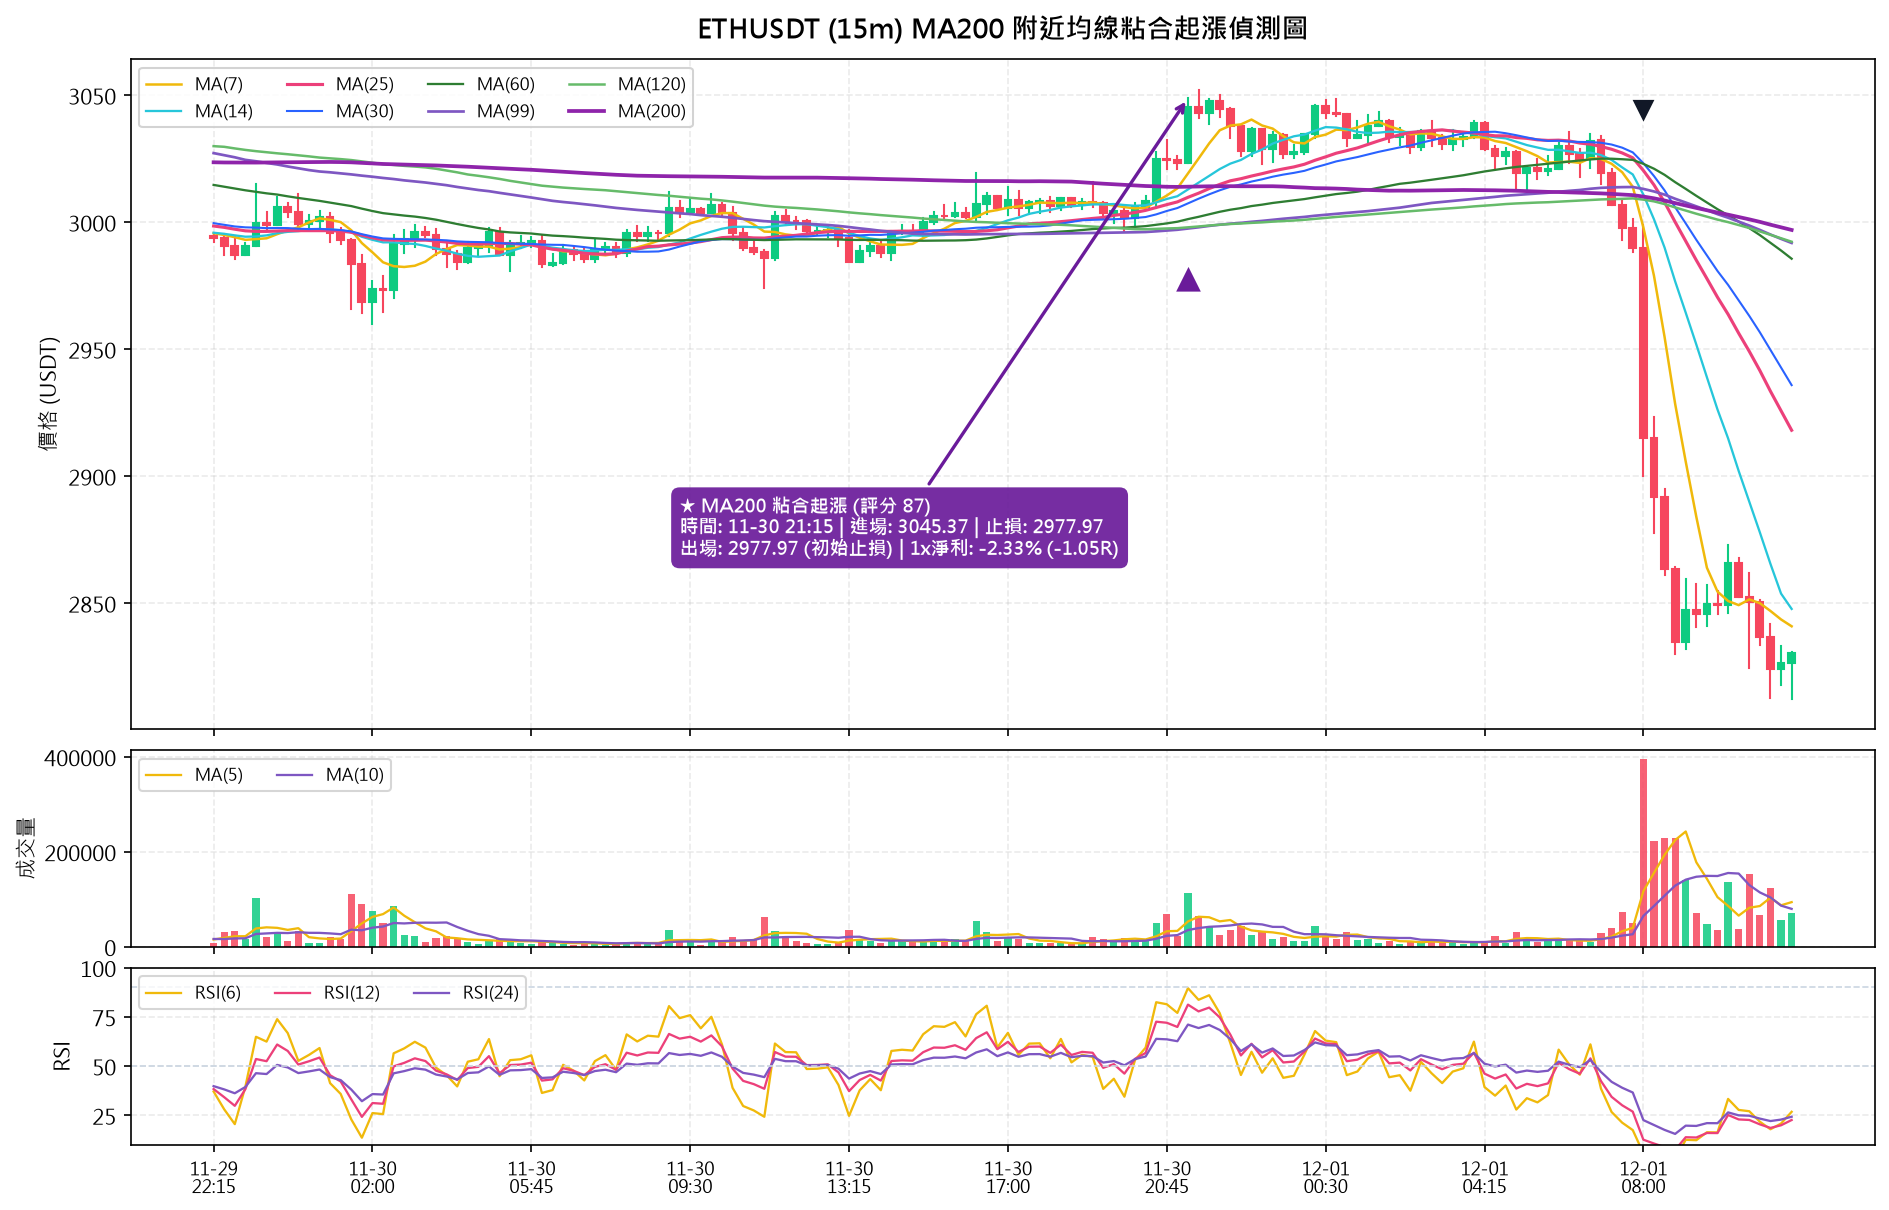 ETHUSDT (15m) MA200 附近均線粘合起漲偵測圖
MA(7) MA(25) MA(60) MA(120)
MA(14) MA(30) MA(99) MA(200)
3050
3000
2950
2900
2850
價格 (USDT)
★ MA200 粘合起漲 (評分 87)
時間: 11-30 21:15 | 進場: 3045.37 | 止損: 2977.97
出場: 2977.97 (初始止損) | 1x淨利: -2.33% (-1.05R)
MA(5) MA(10)
400000
200000
0
成交量
RSI(6) RSI(12) RSI(24)
100
75
50
25
RSI
11-29 11-30 11-30 11-30 11-30 11-30 11-30 12-01 12-01 12-01
22:15 02:00 05:45 09:30 13:15 17:00 20:45 00:30 04:15 08:00